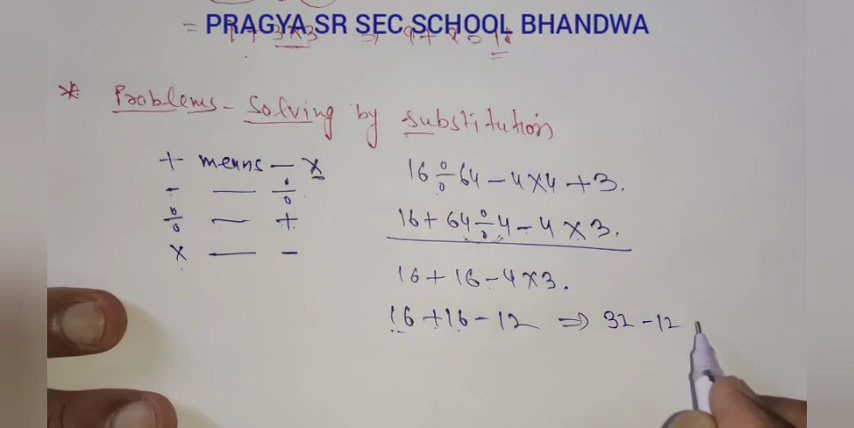 PRAGYA SR SEC SCHOOL BHANDWA
* Problems - Solving by substitution
+ means - ×
- — ÷
÷ — +
× — -
16 ÷ 64 - 4 × 4 + 3.
16 + 64 ÷ 4 - 4 × 3.
16 + 16 - 4 × 3.
16 + 16 - 12 ⇒ 32 - 12